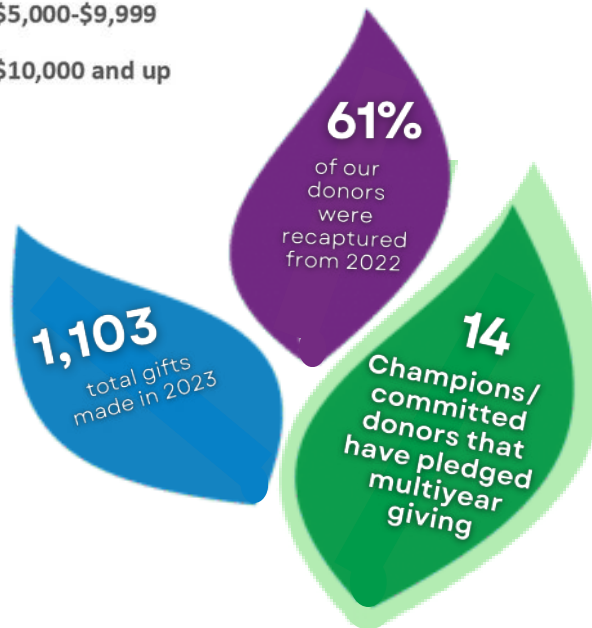 $5,000-$9,999
$10,000 and up
61%
of our
donors
were
recaptured
from 2022
1,103
total gifts
made in 2023
14
Champions/
committed
donors that
have pledged
multiyear
giving